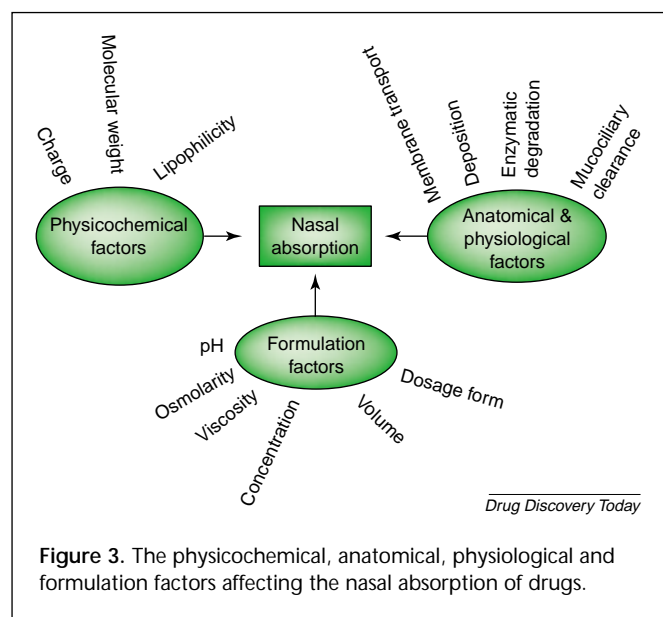 Charge
Molecular weight
Lipophilicity
Physicochemical
factors
Nasal
absorption
Membrane transport
Deposition
Enzymatic
degradation
Mucociliary
clearance
Anatomical &
physiological
factors
Formulation
factors
pH
Osmolarity
Viscosity
Concentration
Volume
Dosage form
Drug Discovery Today
Figure 3. The physicochemical, anatomical, physiological and
formulation factors affecting the nasal absorption of drugs.